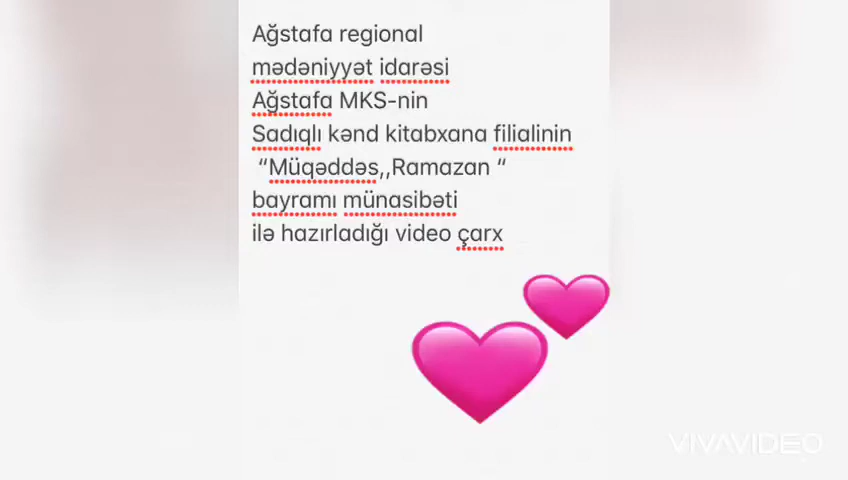 Ağstafa regional
mədəniyyət idarəsi
Ağstafa MKS-nin
Sadıqlı kənd kitabxana filialinin
“Müqəddəs,,Ramazan “
bayramı münasibəti
ilə hazırladığı video çarx
VIVAVIDEO